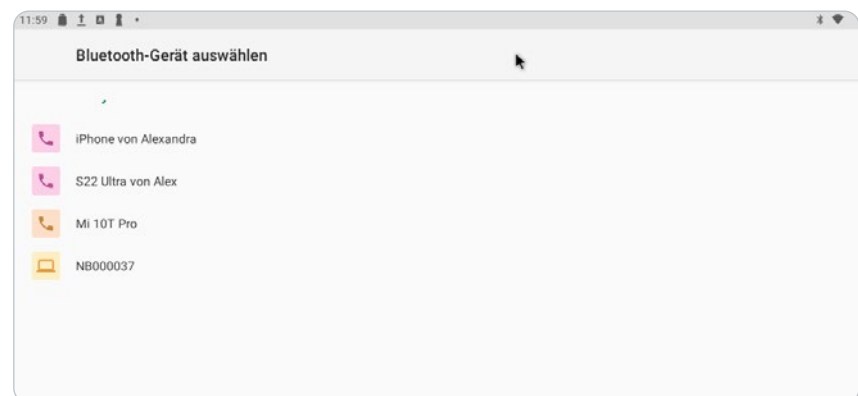 11:59
Bluetooth-Gerät auswählen
iPhone von Alexandra
S22 Ultra von Alex
Mi 10T Pro
NB000037